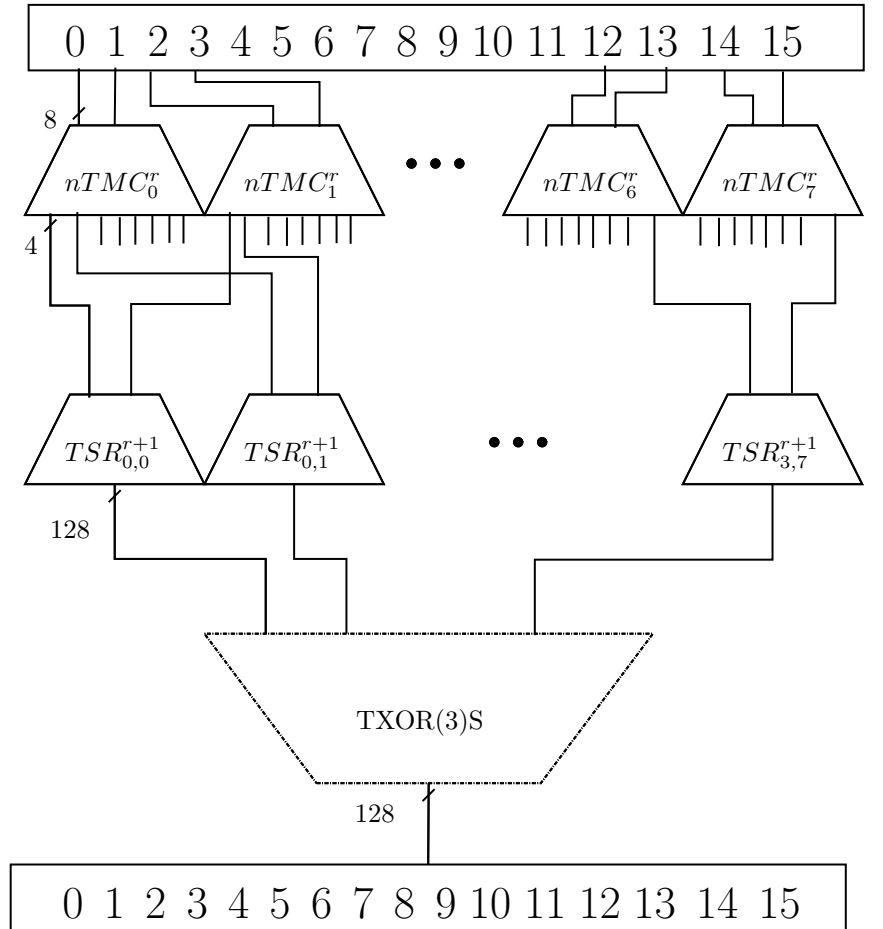 0 1 2 3 4 5 6 7 8 9 10 11 12 13 14 15
8
nTMC^r_0 nTMC^r_1 nTMC^r_6 nTMC^r_7
4
TSR^{r+1}_{0,0} TSR^{r+1}_{0,1} TSR^{r+1}_{3,7}
128
TXOR(3)S
128
0 1 2 3 4 5 6 7 8 9 10 11 12 13 14 15